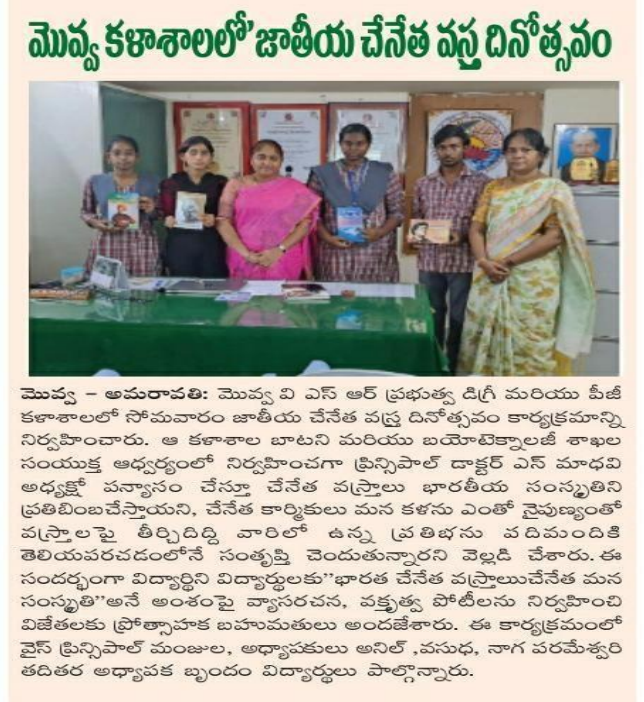 మొవ్వ కళాశాలలో'జాతీయ చేనేత వస్త్ర దినోత్సవం
మొవ్వ – అమరావతి: మొవ్వ వి ఎస్ ఆర్ ప్రభుత్వ డిగ్రీ మరియు పీజీ
కళాశాలలో సోమవారం జాతీయ చేనేత వస్త్ర దినోత్సవం కార్యక్రమాన్ని
నిర్వహించారు. ఆ కళాశాల బాటని మరియు బయోటెక్నాలజీ శాఖల
సంయుక్త ఆధ్వర్యంలో నిర్వహించగా ప్రిన్సిపాల్ డాక్టర్ ఎన్ మాధవి
అధ్యక్షో పన్యాసం చేస్తూ చేనేత వస్త్రాలు భారతీయ సంస్కృతిని
ప్రతిబింబచేస్తాయని, చేనేత కార్మికులు మన కళను ఎంతో నైపుణ్యంతో
వస్త్రాలపై తీర్చిదిద్ది వారిలో ఉన్న ప్రతిభను పదిమందికి
తెలియపరచడంలోనే సంతృప్తి చెందుతున్నారని వెల్లడి చేశారు. ఈ
సందర్భంగా విద్యార్థిని విద్యార్థులకు"భారత చేనేత వస్త్రాలుచేనేత మన
సంస్కృతి"అనే అంశంపై వ్యాసరచన, వక్తృత్వ పోటీలను నిర్వహించి
విజేతలకు ప్రోత్సాహక బహుమతులు అందజేశారు. ఈ కార్యక్రమంలో
వైస్ ప్రిన్సిపాల్ మంజుల, అధ్యాపకులు అనిల్ ,వసుధ, నాగ పరమేశ్వరి
తదితర అధ్యాపక బృందం విద్యార్థులు పాల్గొన్నారు.